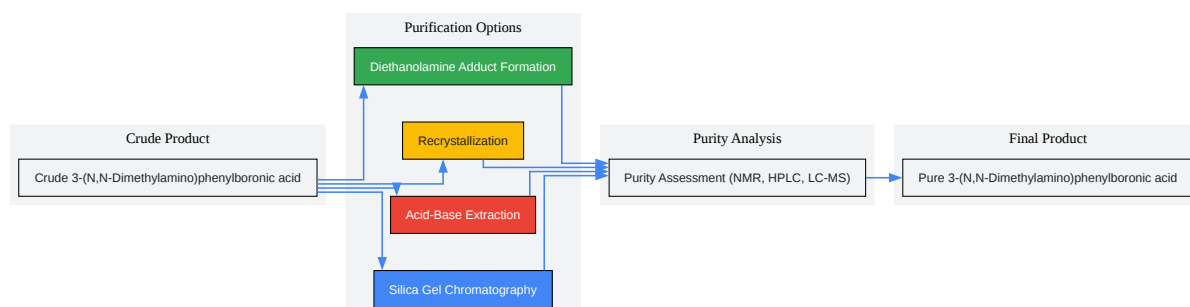 Crude Product
Crude 3-(N,N-Dimethylamino)phenylboronic acid
Purification Options
Diethanolamine Adduct Formation
Recrystallization
Acid-Base Extraction
Silica Gel Chromatography
Purity Analysis
Purity Assessment (NMR, HPLC, LC-MS)
Final Product
Pure 3-(N,N-Dimethylamino)phenylboronic acid